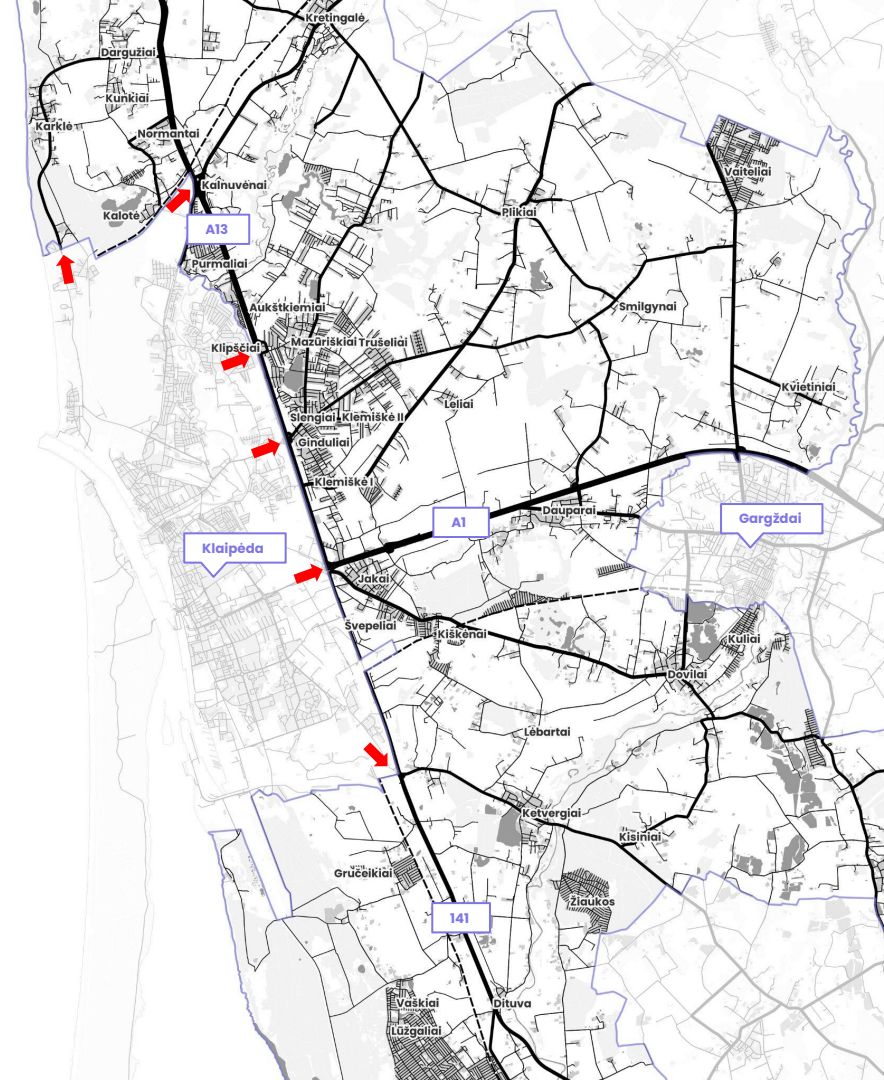 Kretingalė
Dargužiai
Kunkiai
Karklė
Normantai
Vaiteliai
Kalnuvėnai
Kalotė
Plikiai
A13
Purmaliai
Aukštkiemiai
Smilgynai
Klipščiai
Mazūriškiai
Trušeliai
Kvietiniai
Leliai
Slengiai
Klemiškė II
Ginduliai
Klemiškė I
Dauparai
A1
Gargždai
Klaipėda
Jakai
Švepeliai
Kiškėnai
Kuliai
Dovilai
Lėbartai
Ketvergiai
Kisiniai
Gručeikiai
Žiaukos
141
Vaškiai
Dituva
Lūžgaliai